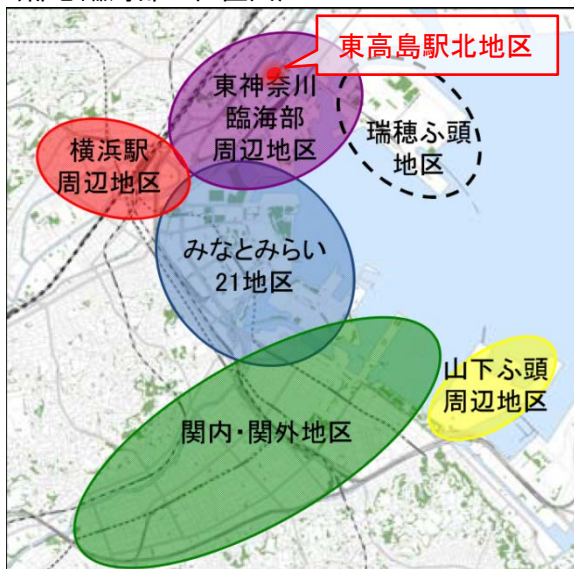 東高島駅北地区
東神奈川
臨海部
周辺地区
瑞穂ふ頭
地区
横浜駅
周辺地区
みなとみらい
21地区
山下ふ頭
周辺地区
関内・関外地区